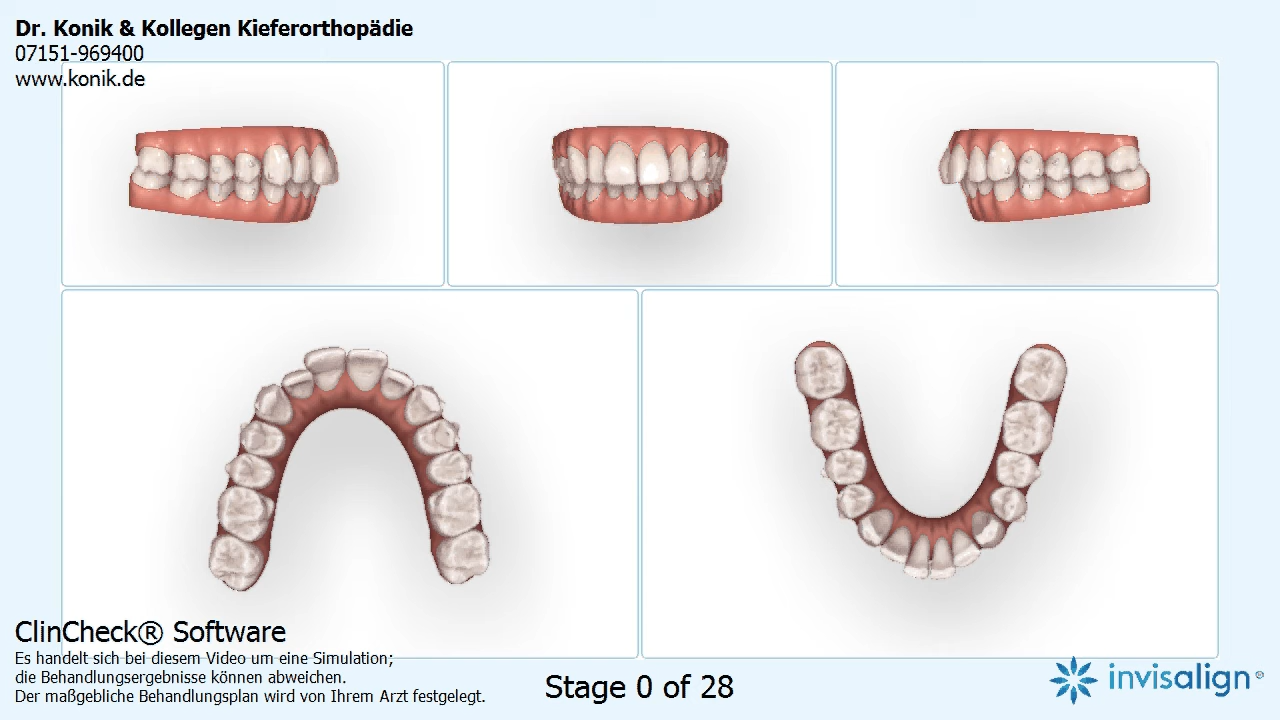 Dr. Konik & Kollegen Kieferorthopädie
07151-969400
www.konik.de
ClinCheck® Software
Es handelt sich bei diesem Video um eine Simulation;
die Behandlungsergebnisse können abweichen.
Der maßgebliche Behandlungsplan wird von Ihrem Arzt festgelegt.
Stage 0 of 28
invisalign®